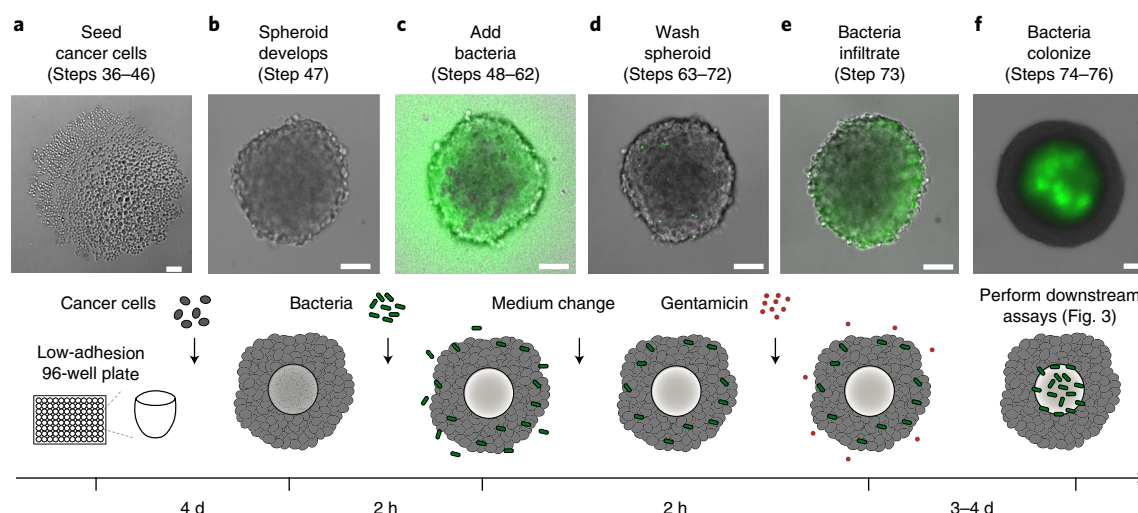 a
Seed
cancer cells
(Steps 36–46)
b
Spheroid
develops
(Step 47)
c
Add
bacteria
(Steps 48–62)
d
Wash
spheroid
(Steps 63–72)
e
Bacteria
infiltrate
(Step 73)
f
Bacteria
colonize
(Steps 74–76)
Cancer cells
Bacteria
Medium change
Gentamicin
Perform downstream
assays (Fig. 3)
Low-adhesion
96-well plate
4 d
2 h
2 h
3–4 d